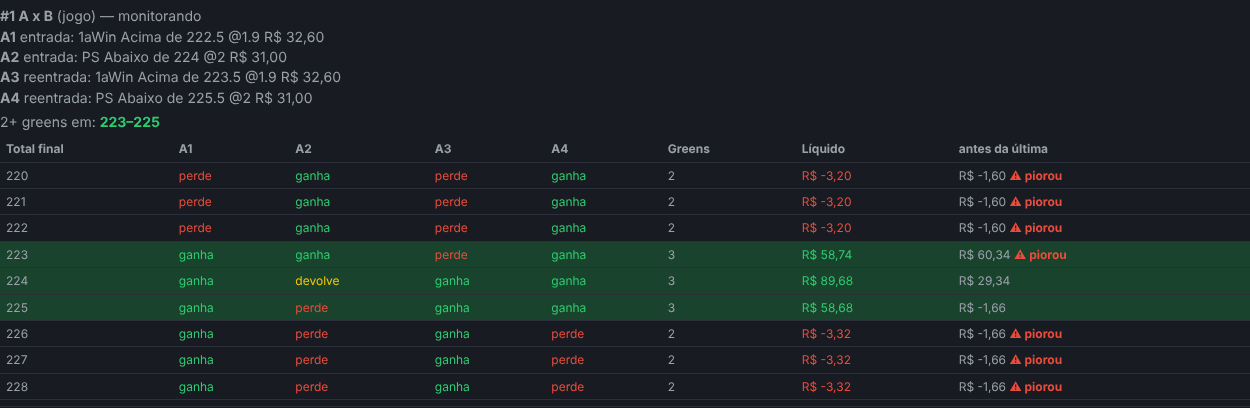 #1 A x B (jogo) — monitorando
A1 entrada: 1aWin Acima de 222.5 @1.9 R$ 32,60
A2 entrada: PS Abaixo de 224 @2 R$ 31,00
A3 reentrada: 1aWin Acima de 223.5 @1.9 R$ 32,60
A4 reentrada: PS Abaixo de 225.5 @2 R$ 31,00
2+ greens em: 223–225
Total final A1 A2 A3 A4 Greens Líquido antes da última
220 perde ganha perde ganha 2 R$ -3,20 R$ -1,60 ⚠ piorou
221 perde ganha perde ganha 2 R$ -3,20 R$ -1,60 ⚠ piorou
222 perde ganha perde ganha 2 R$ -3,20 R$ -1,60 ⚠ piorou
223 ganha ganha perde ganha 3 R$ 58,74 R$ 60,34 ⚠ piorou
224 ganha devolve ganha ganha 3 R$ 89,68 R$ 29,34
225 ganha perde ganha ganha 3 R$ 58,68 R$ -1,66
226 ganha perde ganha perde 2 R$ -3,32 R$ -1,66 ⚠ piorou
227 ganha perde ganha perde 2 R$ -3,32 R$ -1,66 ⚠ piorou
228 ganha perde ganha perde 2 R$ -3,32 R$ -1,66 ⚠ piorou